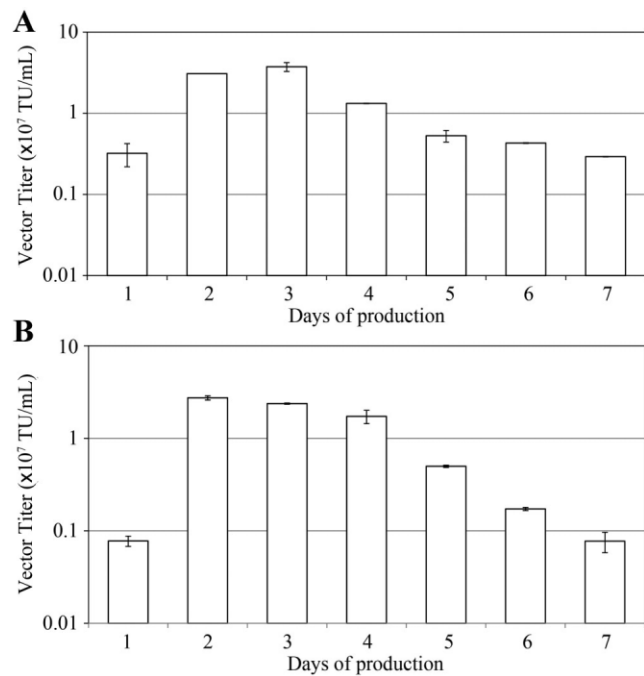 A
Vector Titer (×10⁷ TU/mL)
10
1
0.1
0.01
1 2 3 4 5 6 7
Days of production
B
Vector Titer (×10⁷ TU/mL)
10
1
0.1
0.01
1 2 3 4 5 6 7
Days of production